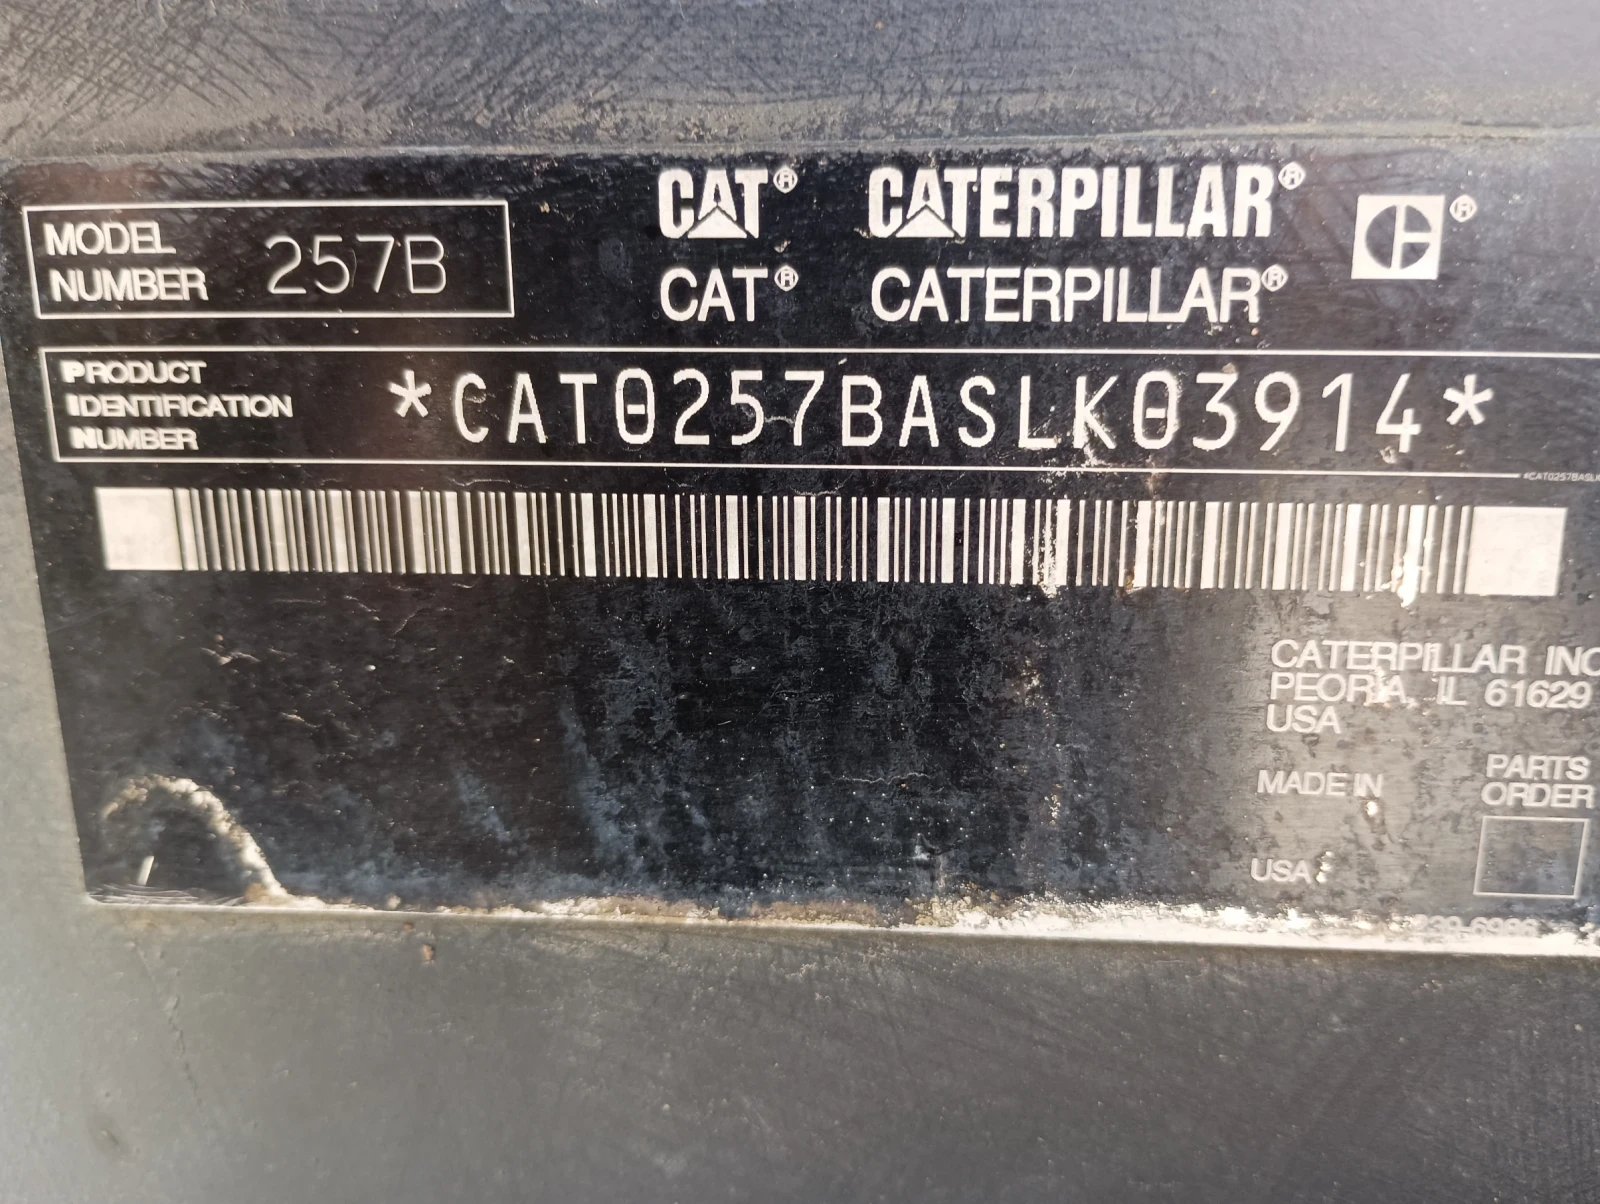 MODEL NUMBER 257B
CAT® CATERPILLAR® ®
CAT® CATERPILLAR®
PRODUCT
IDENTIFICATION
NUMBER
*CAT0257BASLK03914*
*CAT0257BASLK
CATERPILLAR INC
PEORIA, IL 61629
USA
MADE IN
USA
PARTS
ORDER